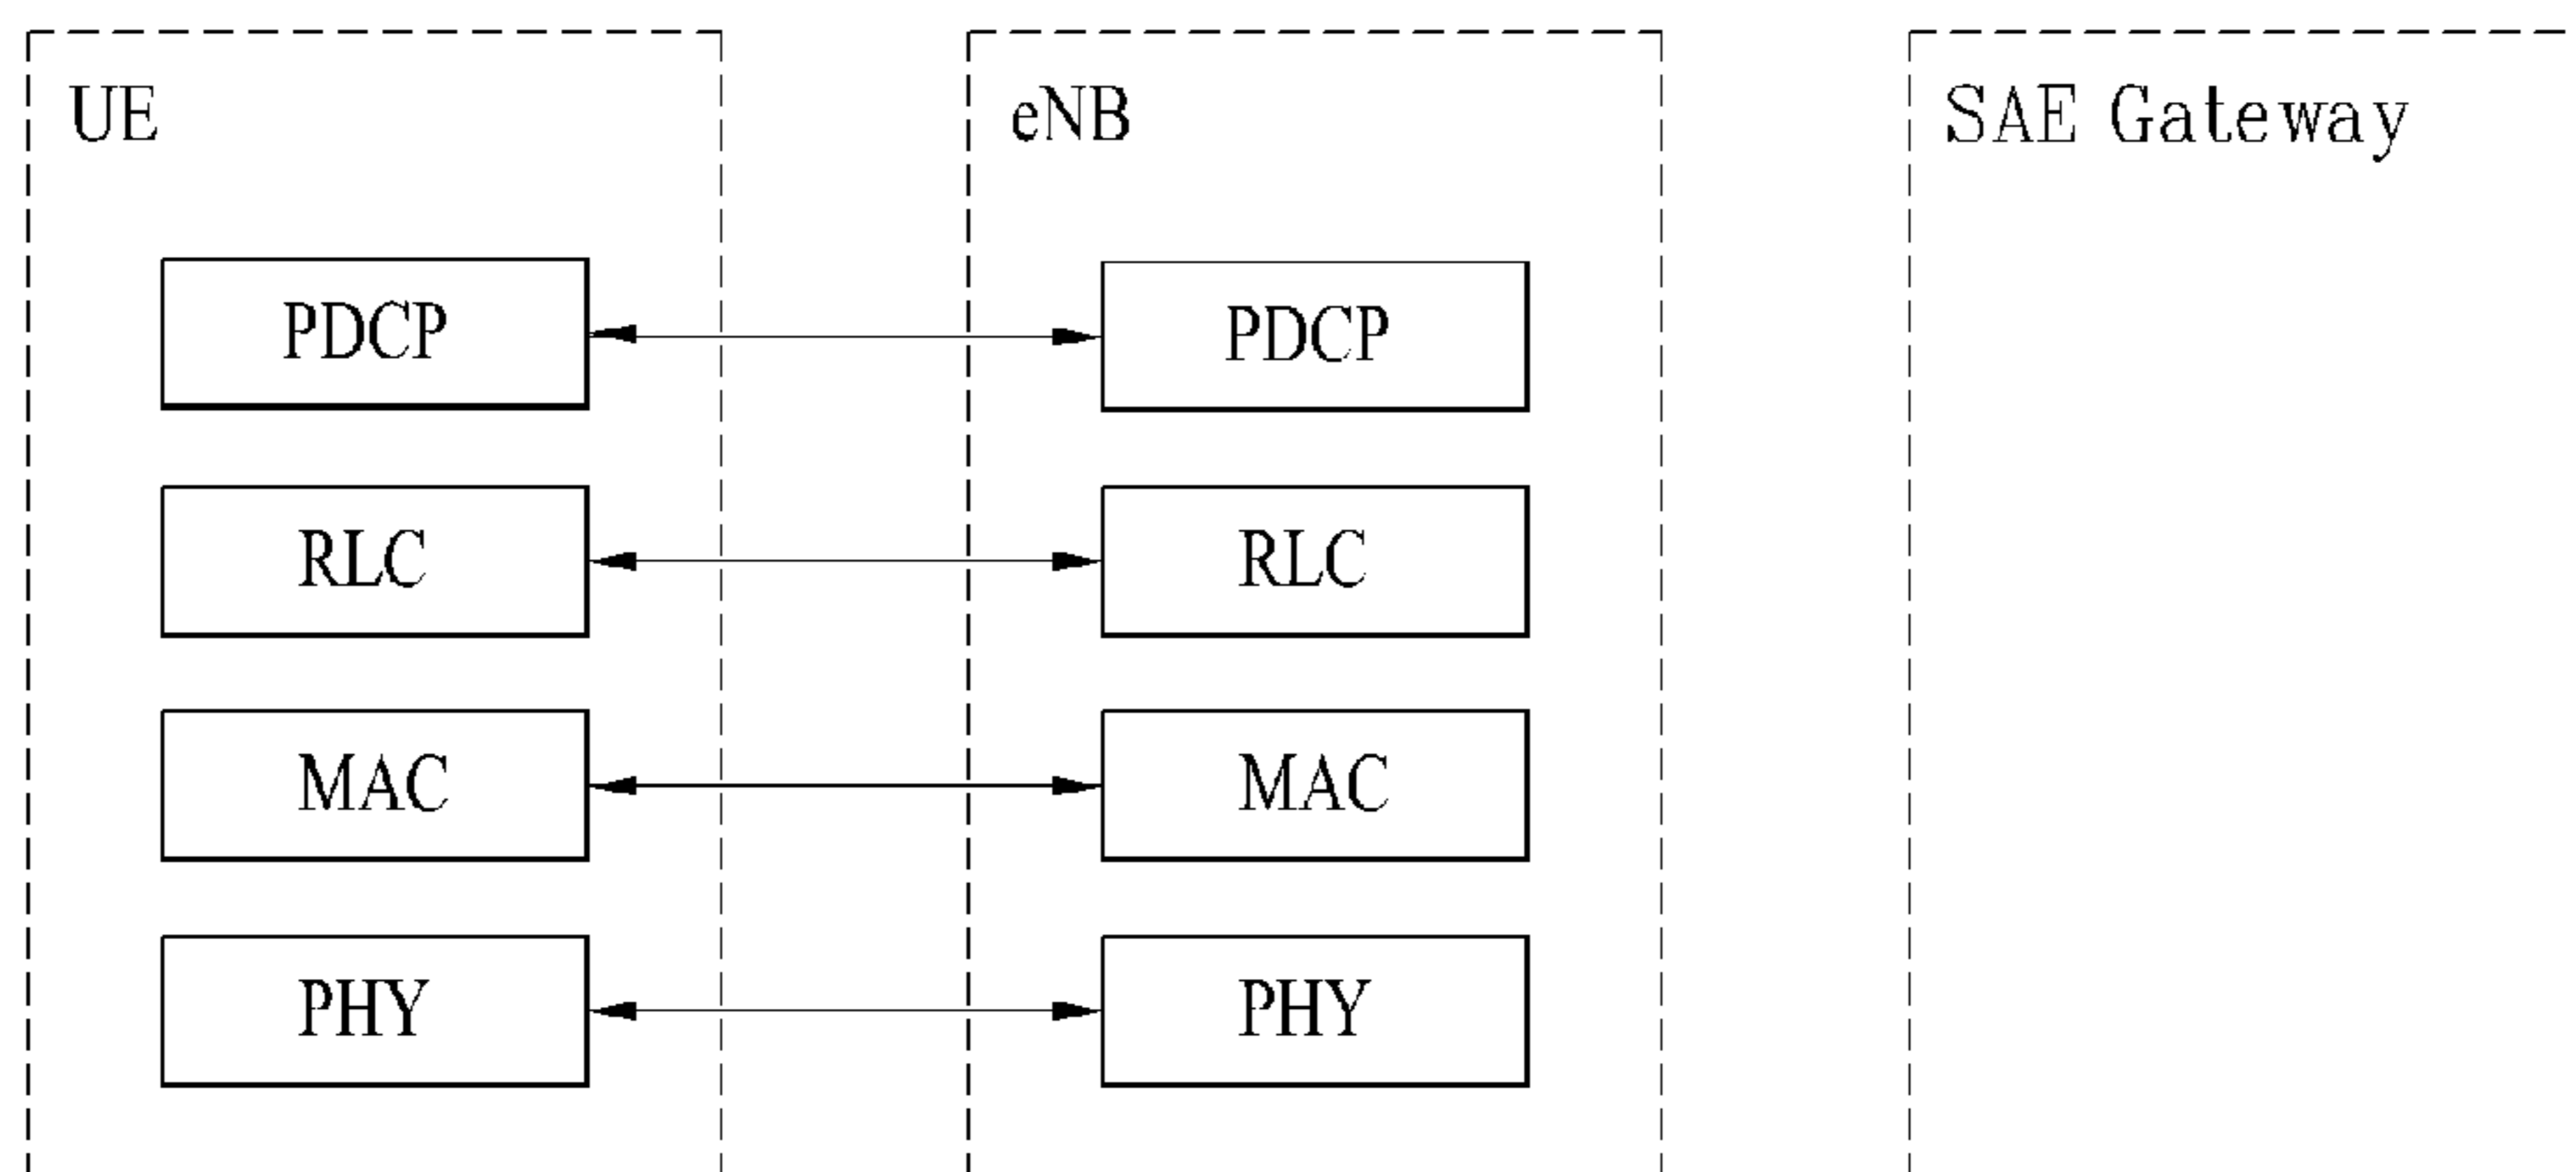 UE
eNB
SAE Gateway
PDCP
PDCP
RLC
RLC
MAC
MAC
PHY
PHY